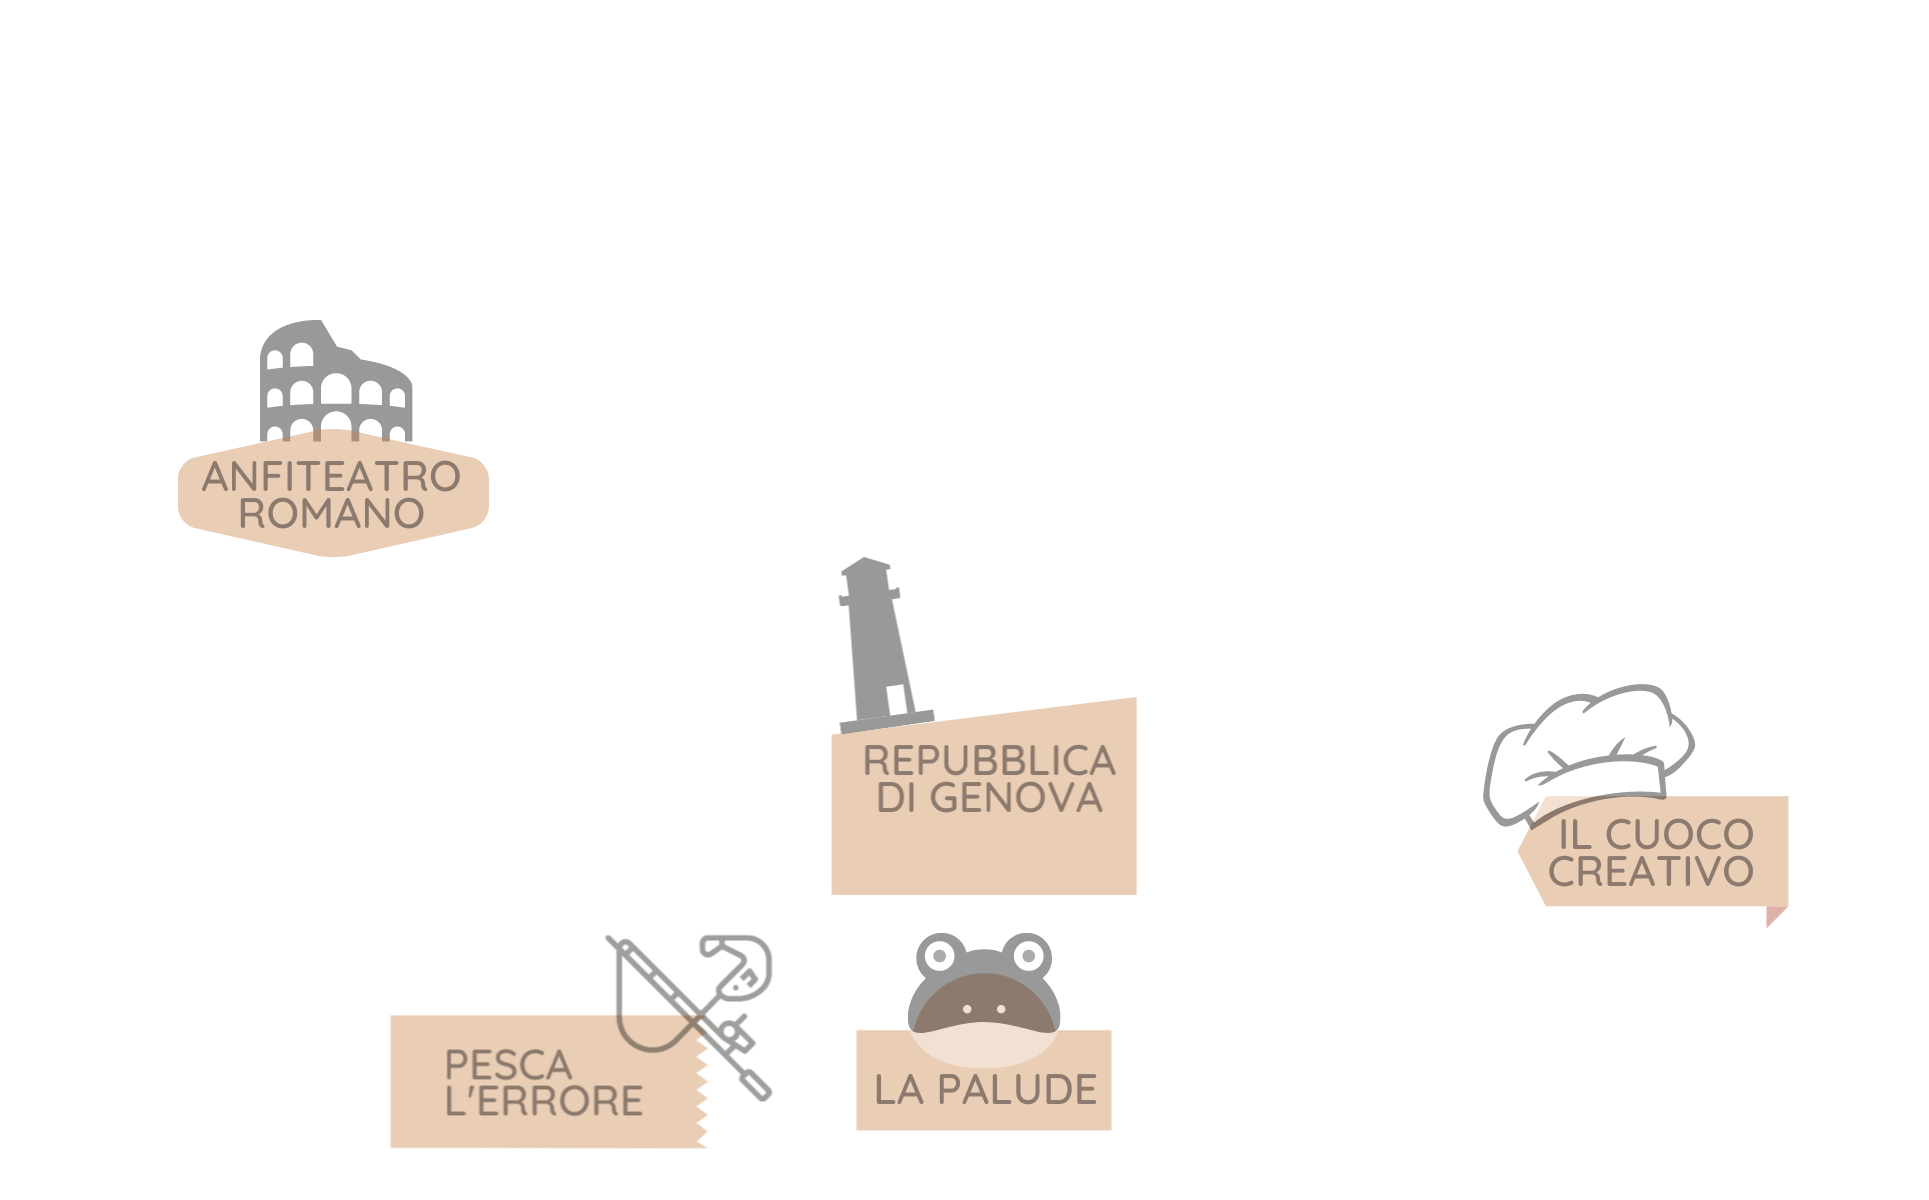 ANFITEATRO
ROMANO
REPUBBLICA
DI GENOVA
IL CUOCO
CREATIVO
PESCA
L'ERRORE
LA PALUDE